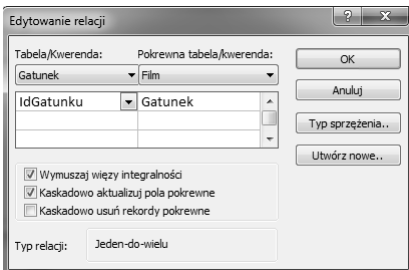 Edytowanie relacji
? x
Tabela/Kwerenda: Pokrewna tabela/kwerenda:
Gatunek Film
IdGatunku Gatunek
OK
Anuluj
Typ sprzężenia..
Utwórz nowe..
Wymuszaj więzy integralności
Kaskadowo aktualizuj pola pokrewne
Kaskadowo usuń rekordy pokrewne
Typ relacji: Jeden-do-wielu